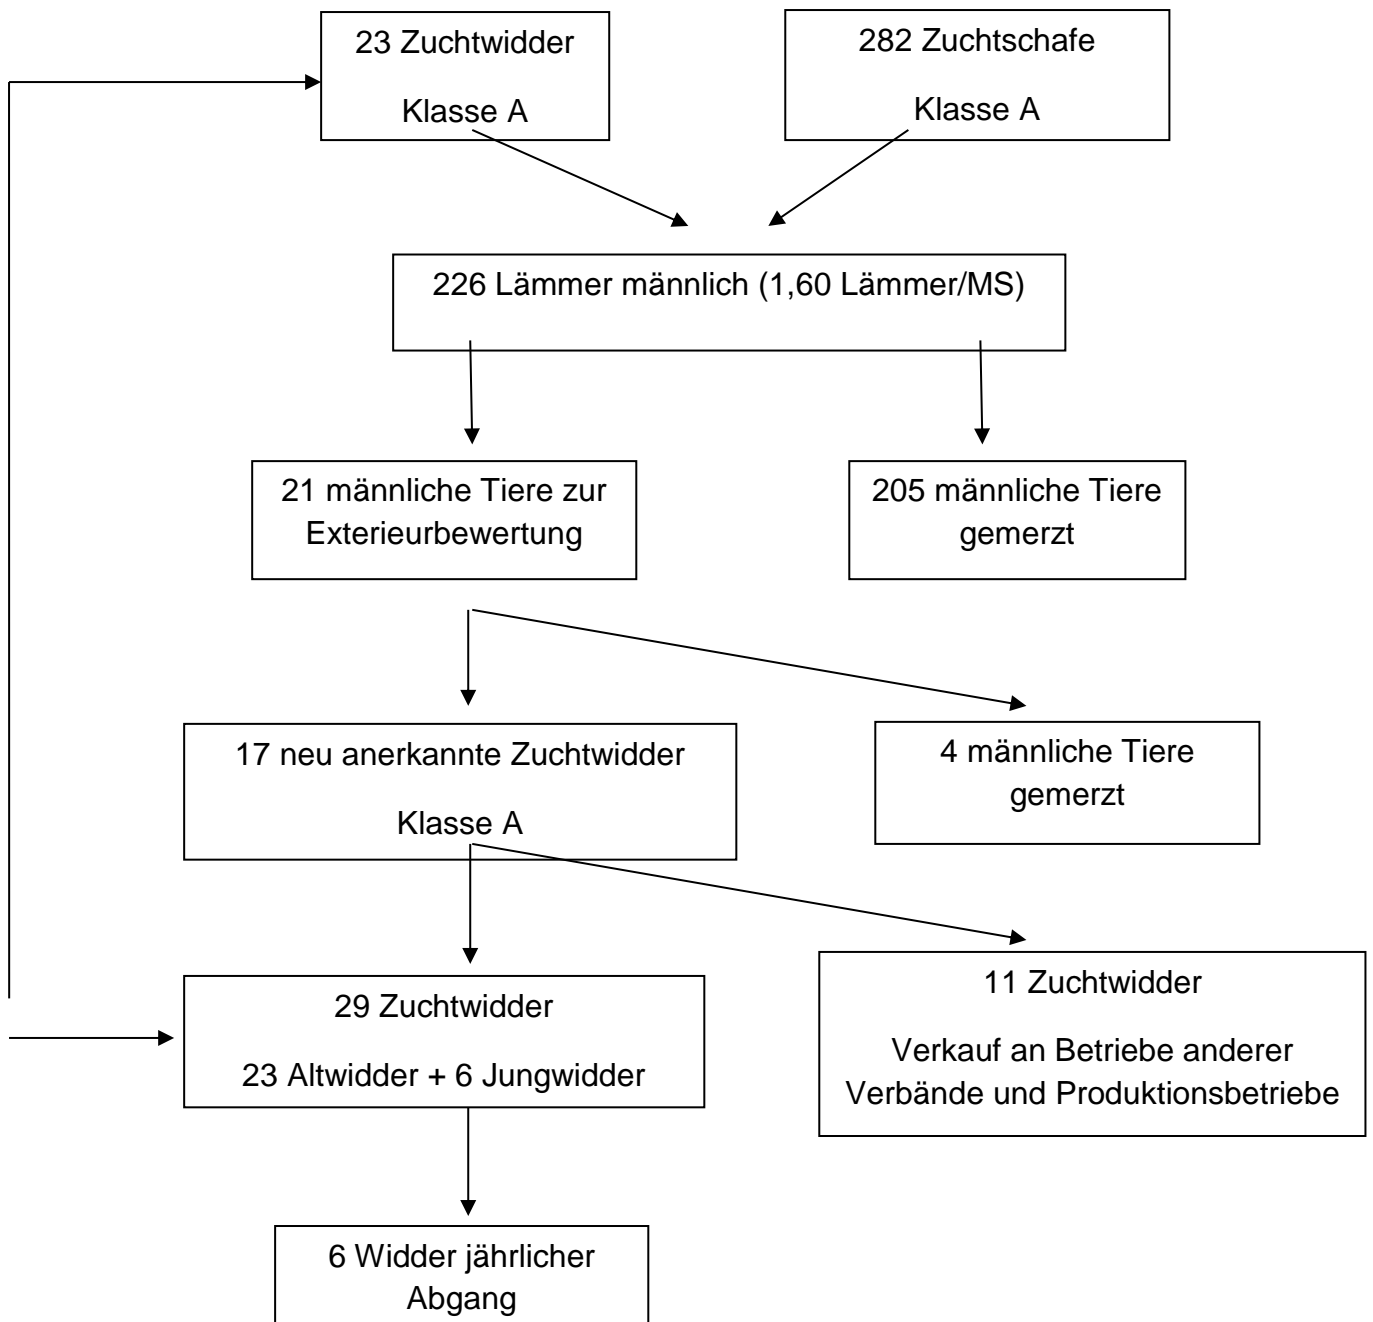 23 Zuchtwidder
Klasse A
282 Zuchtschafe
Klasse A
226 Lämmer männlich (1,60 Lämmer/MS)
21 männliche Tiere zur
Exterieurbewertung
205 männliche Tiere
gemerzt
17 neu anerkannte Zuchtwidder
Klasse A
4 männliche Tiere
gemerzt
29 Zuchtwidder
23 Altwidder + 6 Jungwidder
11 Zuchtwidder
Verkauf an Betriebe anderer
Verbände und Produktionsbetriebe
6 Widder jährlicher
Abgang